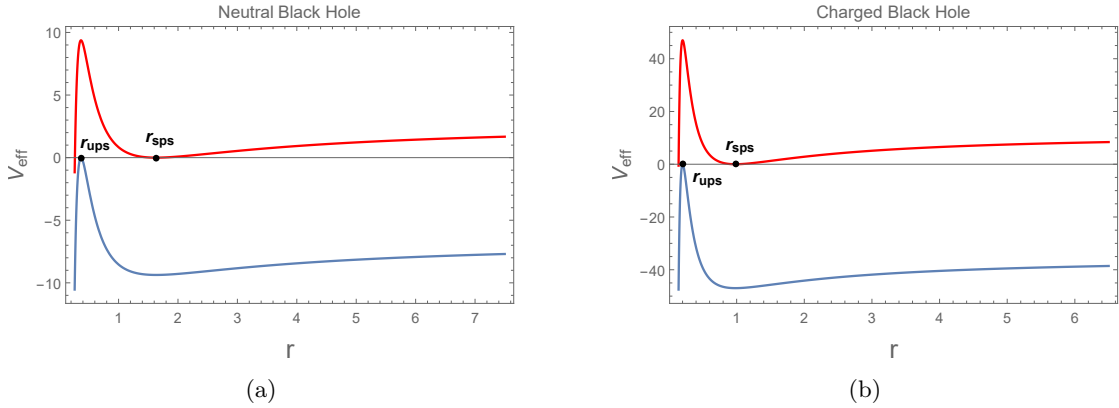 Neutral Black Hole
10
5
0
−5
−10
V_eff
r_ups
r_sps
1 2 3 4 5 6 7
r
(a)
Charged Black Hole
40
20
0
−20
−40
V_eff
r_sps
r_ups
0 1 2 3 4 5 6
r
(b)